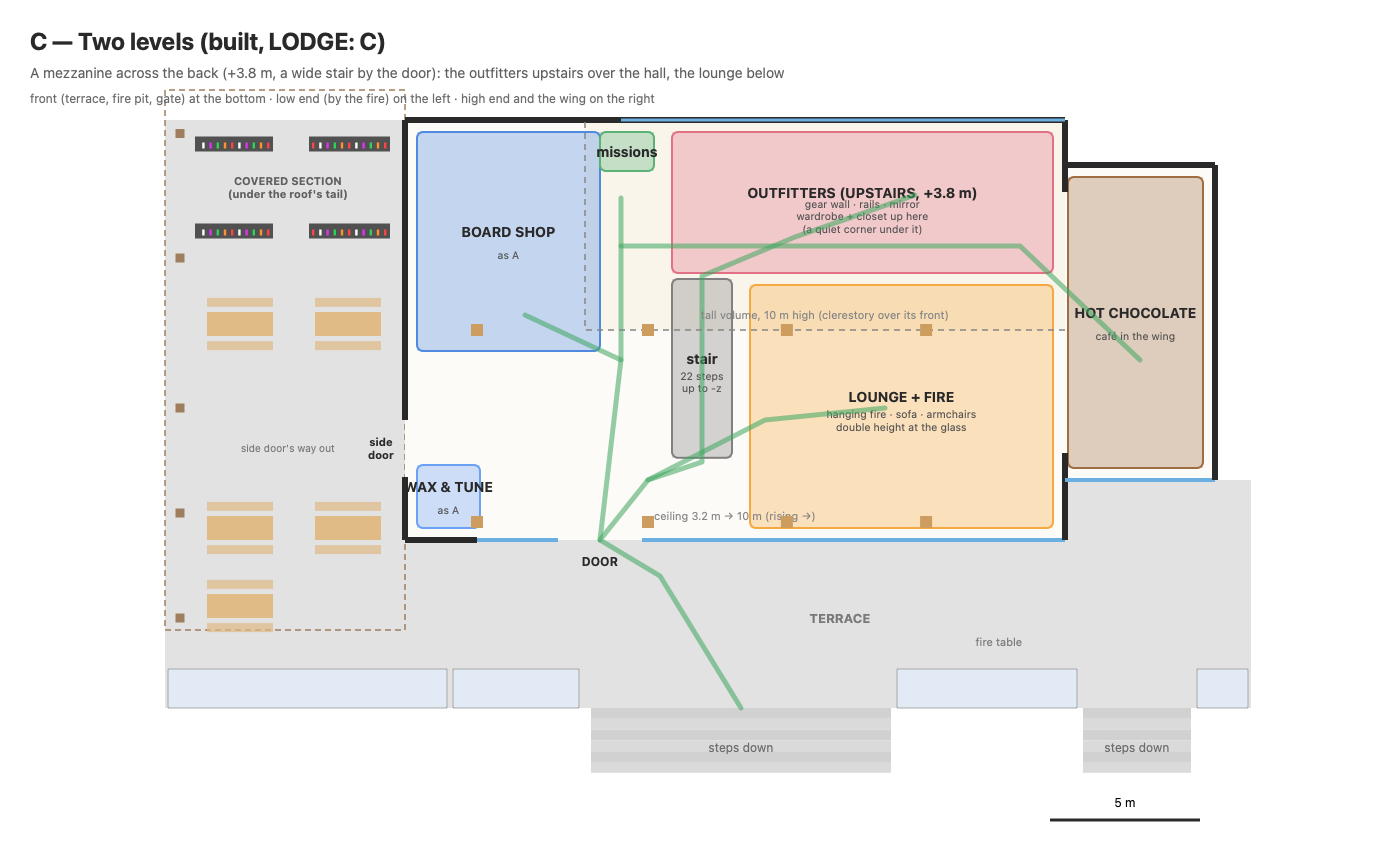 C — Two levels (built, LODGE: C)
A mezzanine across the back (+3.8 m, a wide stair by the door): the outfitters upstairs over the hall, the lounge below
front (terrace, fire pit, gate) at the bottom · low end (by the fire) on the left · high end and the wing on the right
missions
COVERED SECTION
(under the roof's tail)
OUTFITTERS (UPSTAIRS, +3.8 m)
gear wall · rails · mirror
wardrobe + closet up here
(a quiet corner under it)
BOARD SHOP
as A
tall volume, 10 m high (clerestory over its front)
HOT CHOCOLATE
café in the wing
stair
22 steps
up to -z
LOUNGE + FIRE
hanging fire · sofa · armchairs
double height at the glass
side door's way out
side
door
WAX & TUNE
as A
ceiling 3.2 m → 10 m (rising →)
DOOR
TERRACE
fire table
steps down
steps down
5 m